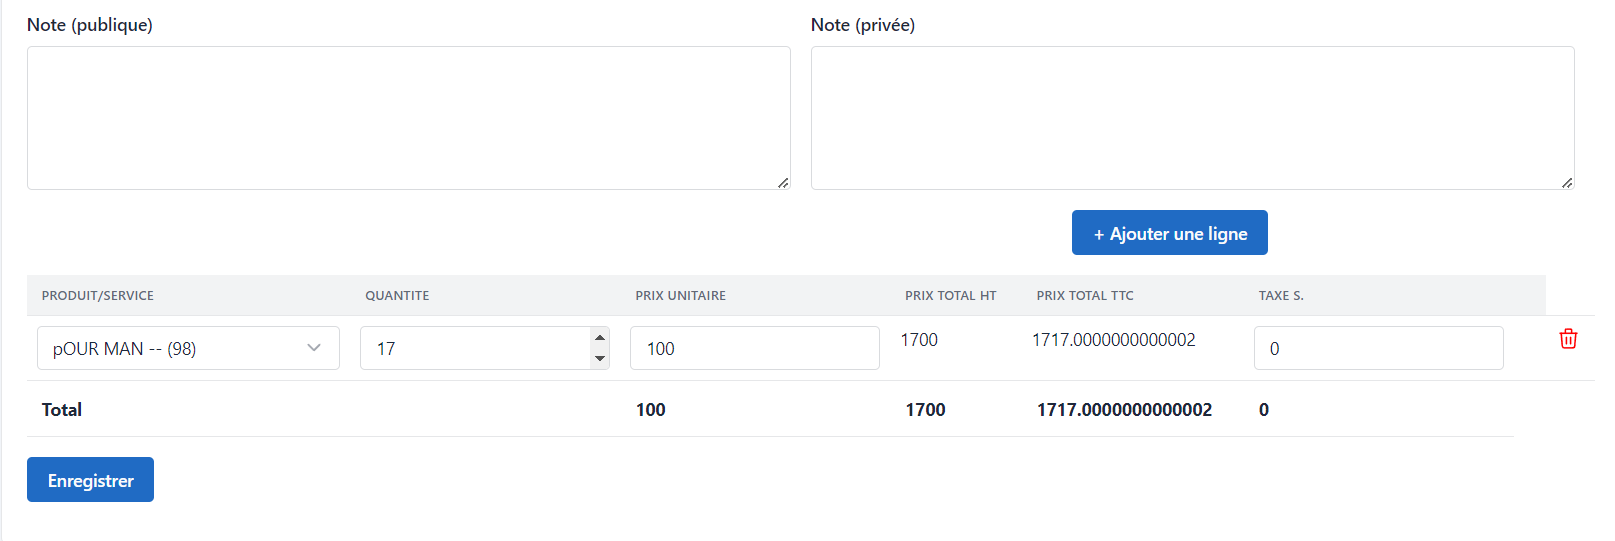 Note (publique) Note (privée)
+ Ajouter une ligne
PRODUIT/SERVICE QUANTITE PRIX UNITAIRE PRIX TOTAL HT PRIX TOTAL TTC TAXE S.
pOUR MAN -- (98) 17 100 1700 1717.0000000000002 0
Total 100 1700 1717.0000000000002 0
Enregistrer